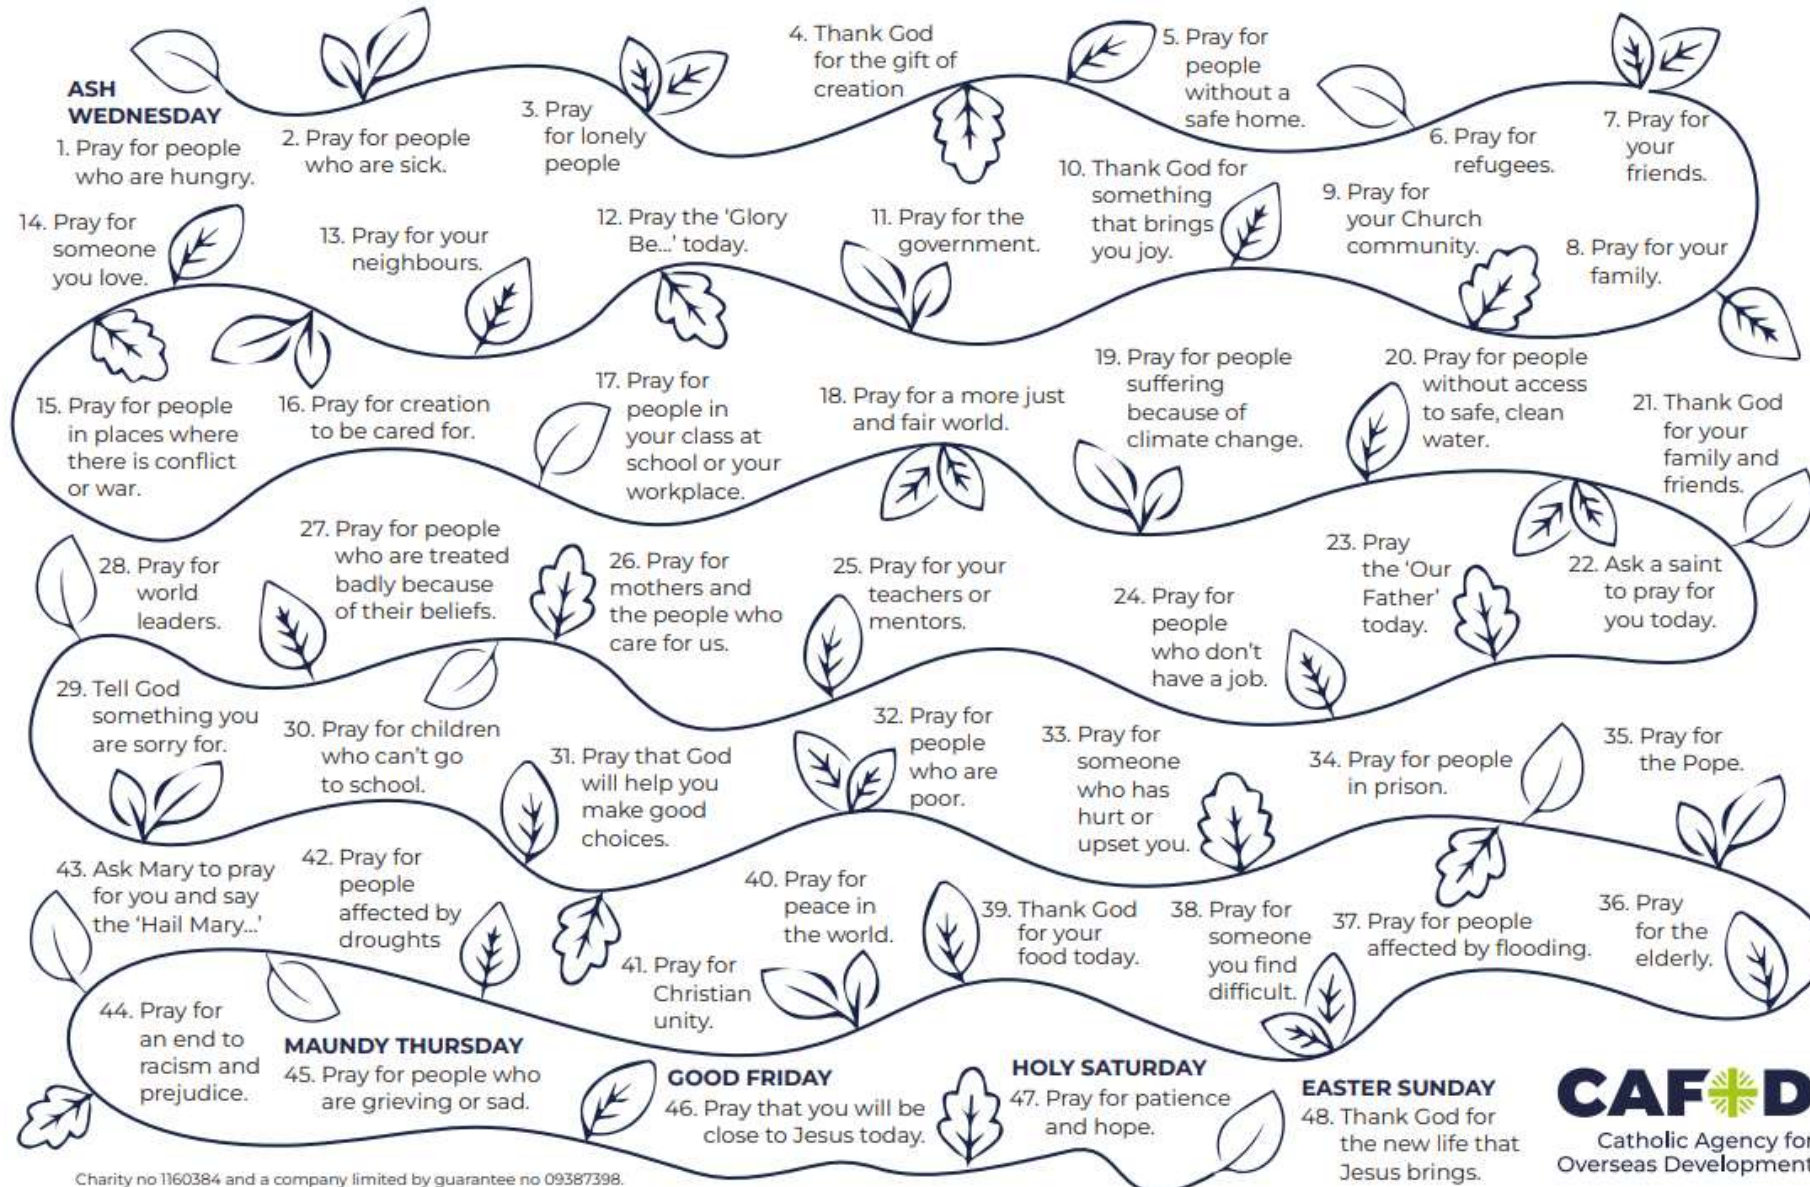 ASH
WEDNESDAY
1. Pray for people
who are hungry.
2. Pray for people
who are sick.
3. Pray
for lonely
people
4. Thank God
for the gift of
creation
5. Pray for
people
without a
safe home.
6. Pray for
refugees.
7. Pray for
your
friends.
8. Pray for your
family.
9. Pray for
your Church
community.
10. Thank God for
something
that brings
you joy.
11. Pray for the
government.
12. Pray the ‘Glory
Be...’ today.
13. Pray for your
neighbours.
14. Pray for
someone
you love.
15. Pray for people
in places where
there is conflict
or war.
16. Pray for creation
to be cared for.
17. Pray for
people in
your class at
school or your
workplace.
18. Pray for a more just
and fair world.
19. Pray for people
suffering
because of
climate change.
20. Pray for people
without access
to safe, clean
water.
21. Thank God
for your
family and
friends.
22. Ask a saint
to pray for
you today.
23. Pray
the ‘Our
Father’
today.
24. Pray for
people
who don’t
have a job.
25. Pray for your
teachers or
mentors.
26. Pray for
mothers and
the people who
care for us.
27. Pray for people
who are treated
badly because
of their beliefs.
28. Pray for
world
leaders.
29. Tell God
something you
are sorry for.
30. Pray for children
who can’t go
to school.
31. Pray that God
will help you
make good
choices.
32. Pray for
people
who are
poor.
33. Pray for
someone
who has
hurt or
upset you.
34. Pray for people
in prison.
35. Pray for
the Pope.
36. Pray
for the
elderly.
37. Pray for people
affected by flooding.
38. Pray for
someone
you find
difficult.
39. Thank God
for your
food today.
40. Pray for
peace in
the world.
41. Pray for
Christian
unity.
42. Pray for
people
affected by
droughts
43. Ask Mary to pray
for you and say
the ‘Hail Mary...’
44. Pray for
an end to
racism and
prejudice.
MAUNDY THURSDAY
45. Pray for people who
are grieving or sad.
GOOD FRIDAY
46. Pray that you will be
close to Jesus today.
HOLY SATURDAY
47. Pray for patience
and hope.
EASTER SUNDAY
48. Thank God for
the new life that
Jesus brings.
CAFOD
Catholic Agency for
Overseas Development
Charity no 1160384 and a company limited by guarantee no 09387398.